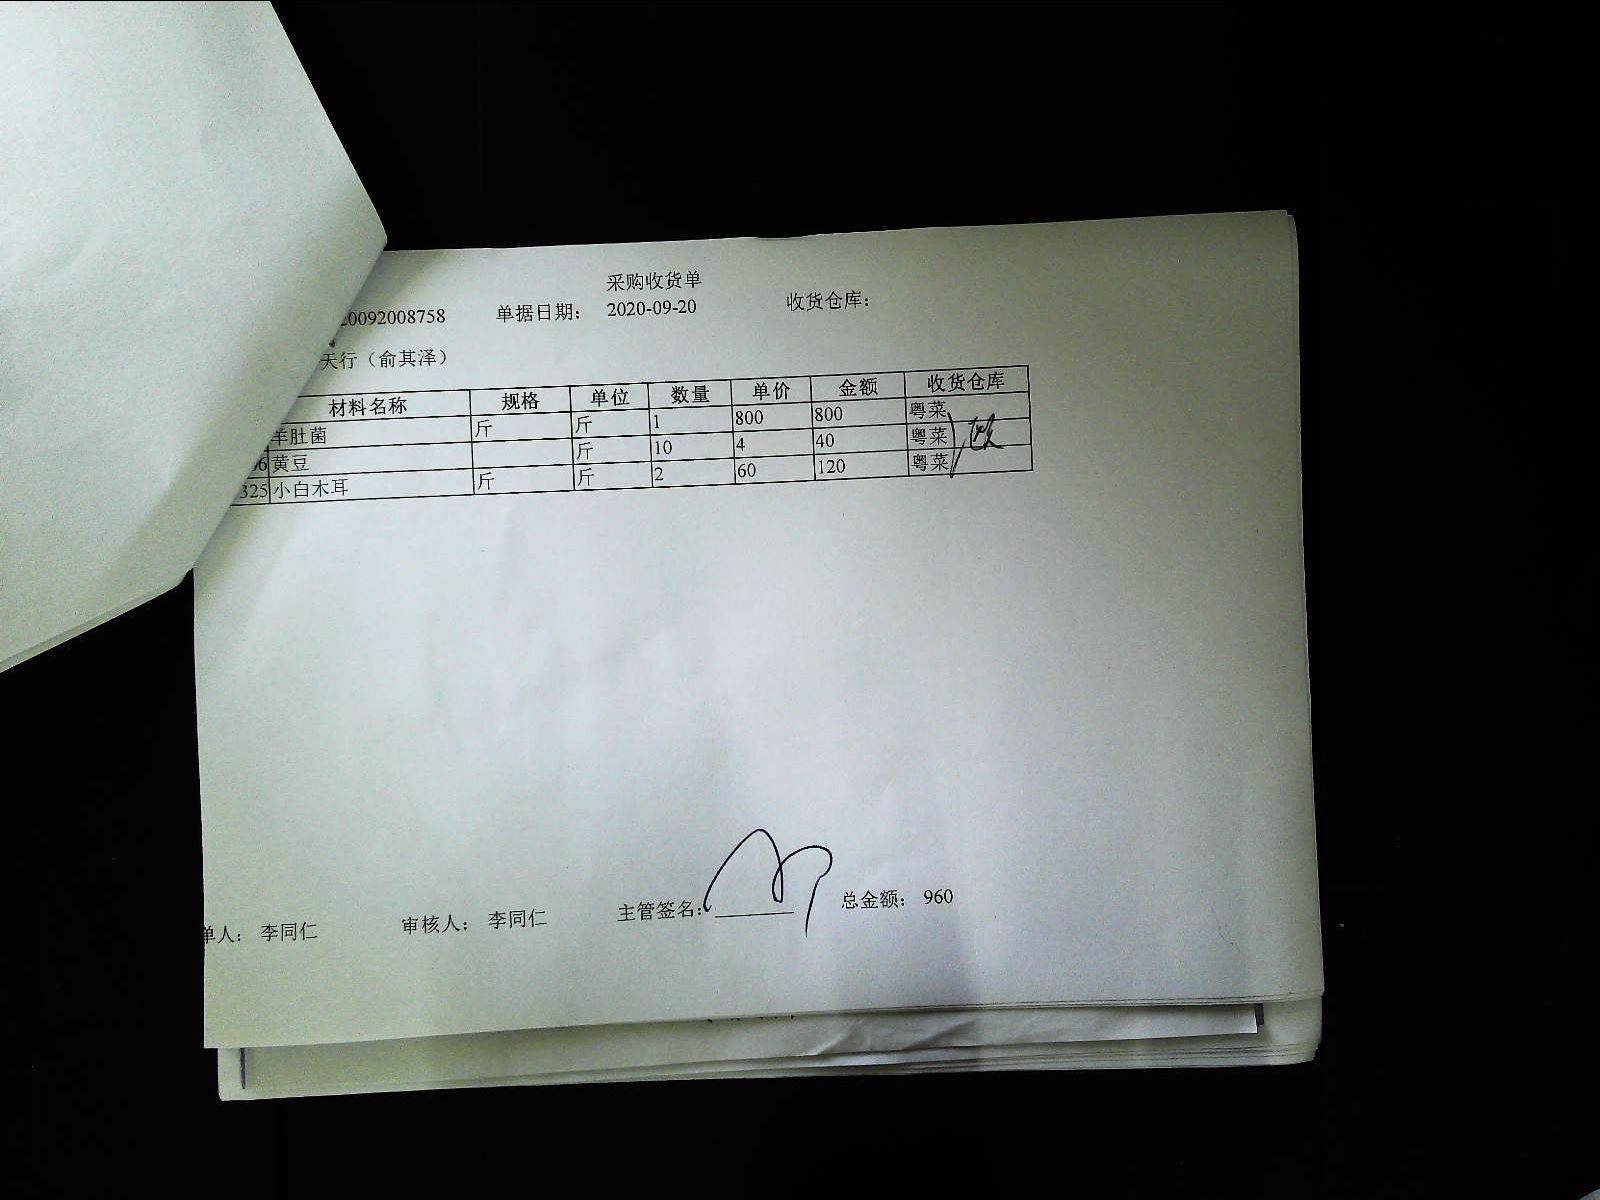 采购收货单
20092008758 单据日期： 2020-09-20 收货仓库：
天行（俞其泽）
材料名称 规格 单位 数量 单价 金额 收货仓库
羊肚菌 斤 斤 1 800 800 粤菜
66 黄豆 斤 10 4 40 粤菜
325 小白木耳 斤 斤 2 60 120 粤菜
单人： 李同仁 审核人： 李同仁 主管签名： 总金额： 960